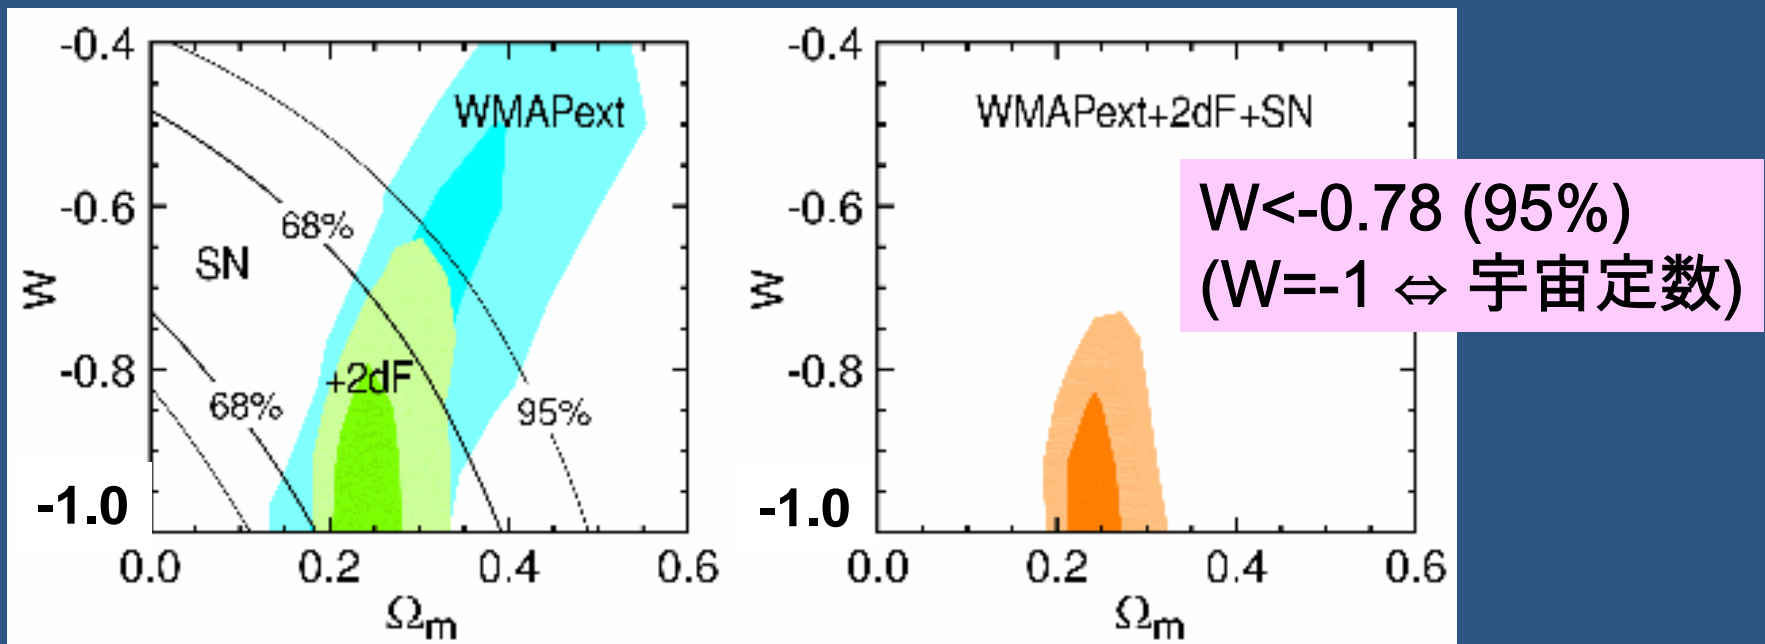 -0.4
WMAPext
-0.6
68%
SN
W
-0.8
+2dF
68%
95%
-1.0
0.0 0.2 0.4 0.6
Ωm
-0.4
WMAPext+2dF+SN
-0.6
W
-0.8
-1.0
0.0 0.2 0.4 0.6
Ωm
W<-0.78 (95%)
(W=-1 ⇔ 宇宙定数)